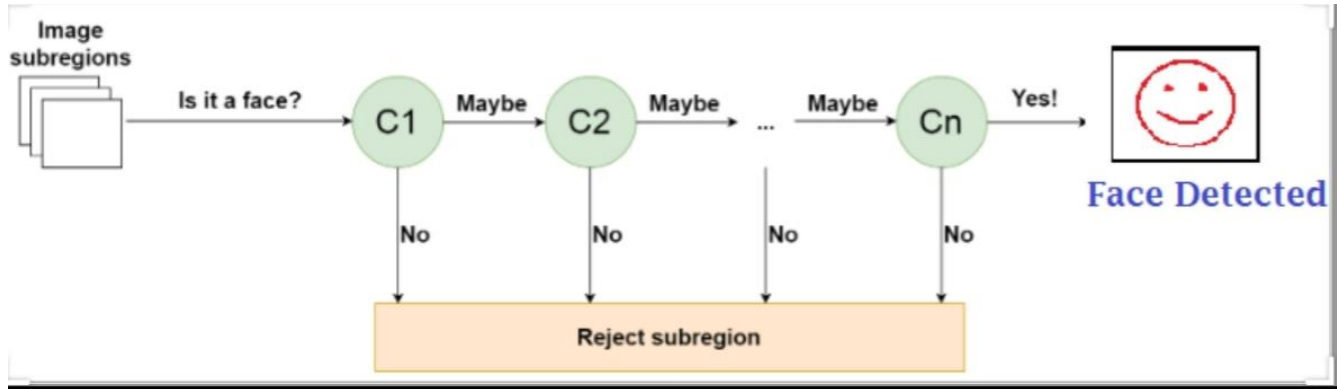 Image
subregions
Is it a face?
C1
Maybe
C2
Maybe
...
Maybe
Cn
Yes!
Face Detected
No
No
No
No
Reject subregion